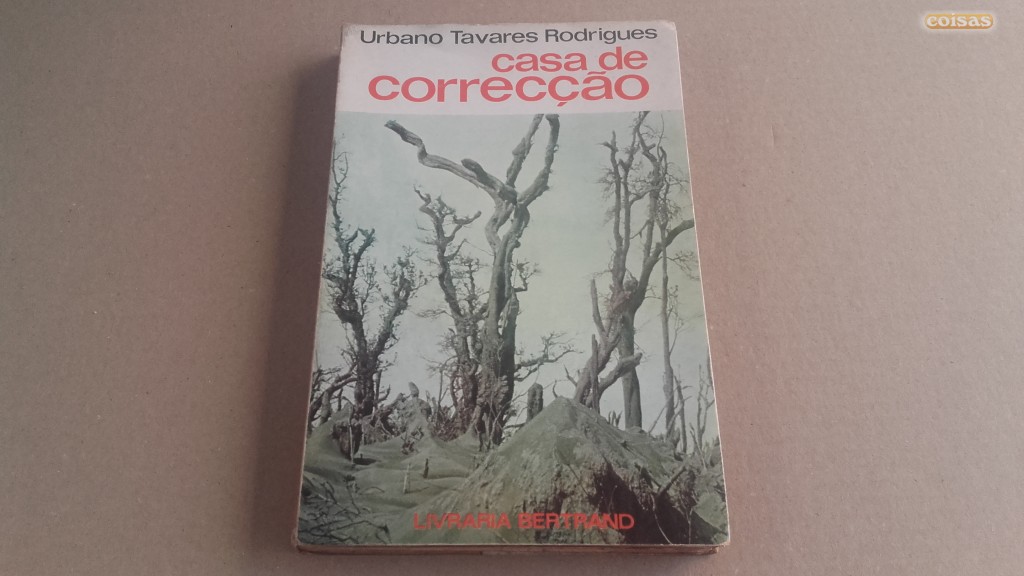 coisas
Urbano Tavares Rodrigues
casa de
correcção
LIVRARIA BERTRAND